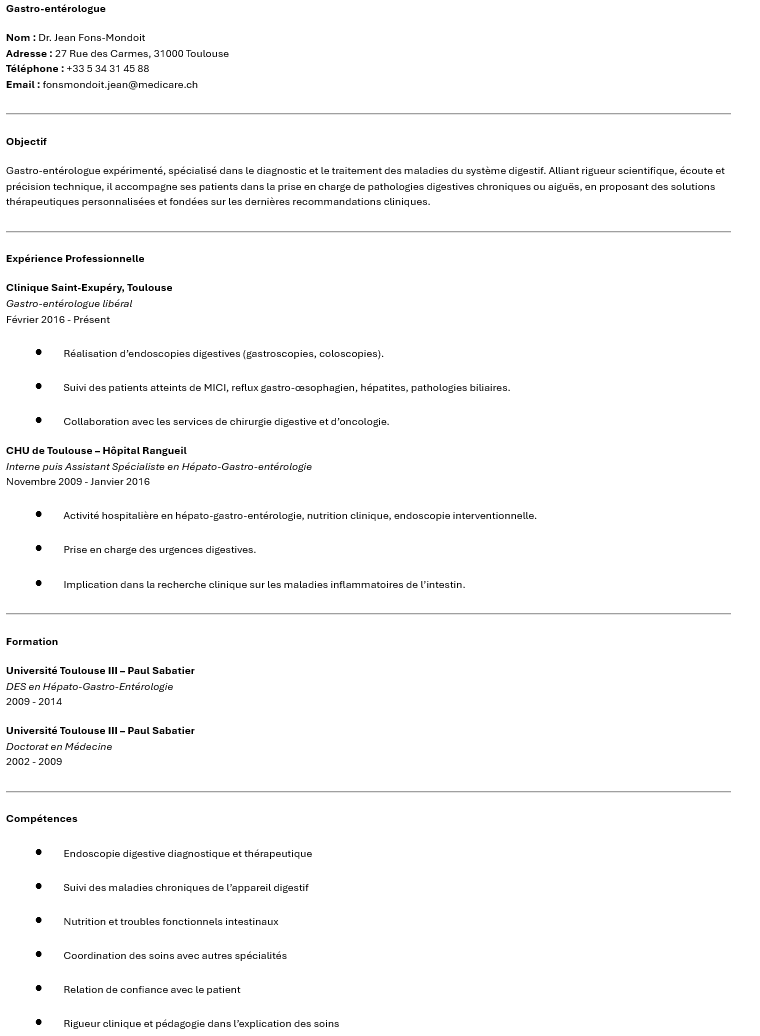 Gastro-entérologue
Nom : Dr. Jean Fons-Mondoit
Adresse : 27 Rue des Carmes, 31000 Toulouse
Téléphone : +33 5 34 31 45 88
Email : fonsmondoit.jean@medicare.ch
Objectif
Gastro-entérologue expérimenté, spécialisé dans le diagnostic et le traitement des maladies du système digestif. Alliant rigueur scientifique, écoute et
précision technique, il accompagne ses patients dans la prise en charge de pathologies digestives chroniques ou aiguës, en proposant des solutions
thérapeutiques personnalisées et fondées sur les dernières recommandations cliniques.
Expérience Professionnelle
Clinique Saint-Exupéry, Toulouse
Gastro-entérologue libéral
Février 2016 - Présent
● Réalisation d’endoscopies digestives (gastroscopies, coloscopies).
● Suivi des patients atteints de MICI, reflux gastro-œsophagien, hépatites, pathologies biliaires.
● Collaboration avec les services de chirurgie digestive et d’oncologie.
CHU de Toulouse – Hôpital Rangueil
Interne puis Assistant Spécialiste en Hépato-Gastro-entérologie
Novembre 2009 - Janvier 2016
● Activité hospitalière en hépato-gastro-entérologie, nutrition clinique, endoscopie interventionnelle.
● Prise en charge des urgences digestives.
● Implication dans la recherche clinique sur les maladies inflammatoires de l’intestin.
Formation
Université Toulouse III – Paul Sabatier
DES en Hépato-Gastro-Entérologie
2009 - 2014
Université Toulouse III – Paul Sabatier
Doctorat en Médecine
2002 - 2009
Compétences
● Endoscopie digestive diagnostique et thérapeutique
● Suivi des maladies chroniques de l’appareil digestif
● Nutrition et troubles fonctionnels intestinaux
● Coordination des soins avec autres spécialités
● Relation de confiance avec le patient
● Rigueur clinique et pédagogie dans l’explication des soins